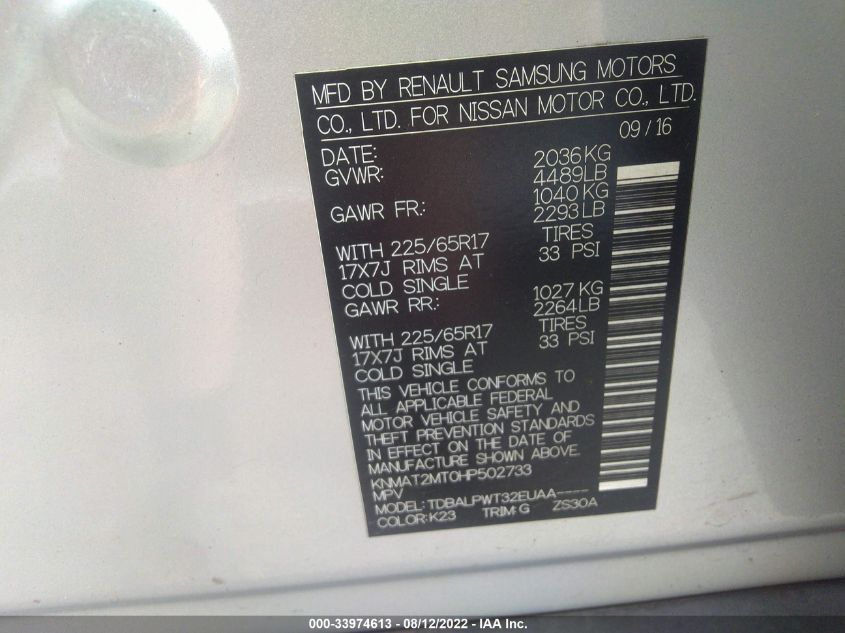 MFD BY RENAULT SAMSUNG MOTORS
CO., LTD. FOR NISSAN MOTOR CO., LTD.
DATE: 09/16
GVWR: 2036KG
4489LB
GAWR FR.: 1040 KG
2293LB
WITH 225/65R17 TIRES
17X7J RIMS AT 33 PSI
COLD SINGLE
GAWR RR.: 1027 KG
2264LB
WITH 225/65R17 TIRES
17X7J RIMS AT 33 PSI
COLD SINGLE
THIS VEHICLE CONFORMS TO
ALL APPLICABLE FEDERAL
MOTOR VEHICLE SAFETY AND
THEFT PREVENTION STANDARDS
IN EFFECT ON THE DATE OF
MANUFACTURE SHOWN ABOVE.
KNMAT2MT0HP502733
MPV
MODEL: TDBALPWT32EUAA----
COLOR:K23 TRIM:G ZS30A
000-33974613 - 08/12/2022 - IAA Inc.